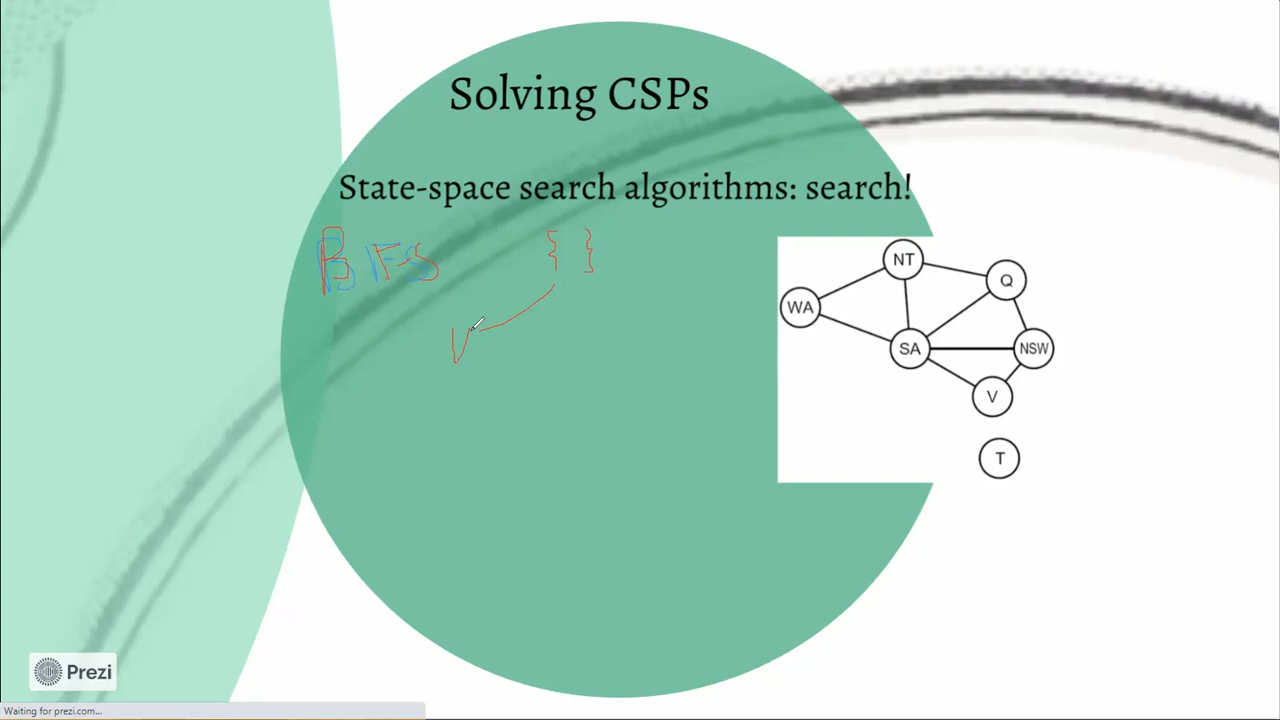 Solving CSPs
State-space search algorithms: search!
BFS { }
V
NT
Q
WA
SA
NSW
V
T
Prezi
Waiting for prezi.com...